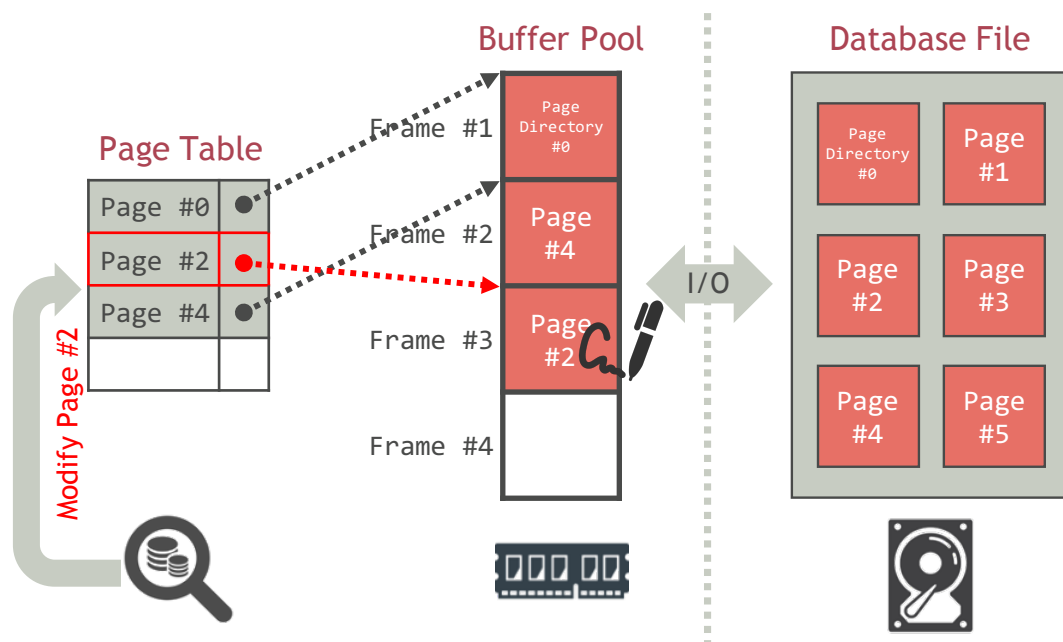 Buffer Pool
Database File
Page Table
Page #0
Page #2
Page #4
Modify Page #2
Frame #1
Frame #2
Frame #3
Frame #4
Page
Directory
#0
Page
#4
Page
#2
I/O
Page
Directory
#0
Page
#1
Page
#2
Page
#3
Page
#4
Page
#5